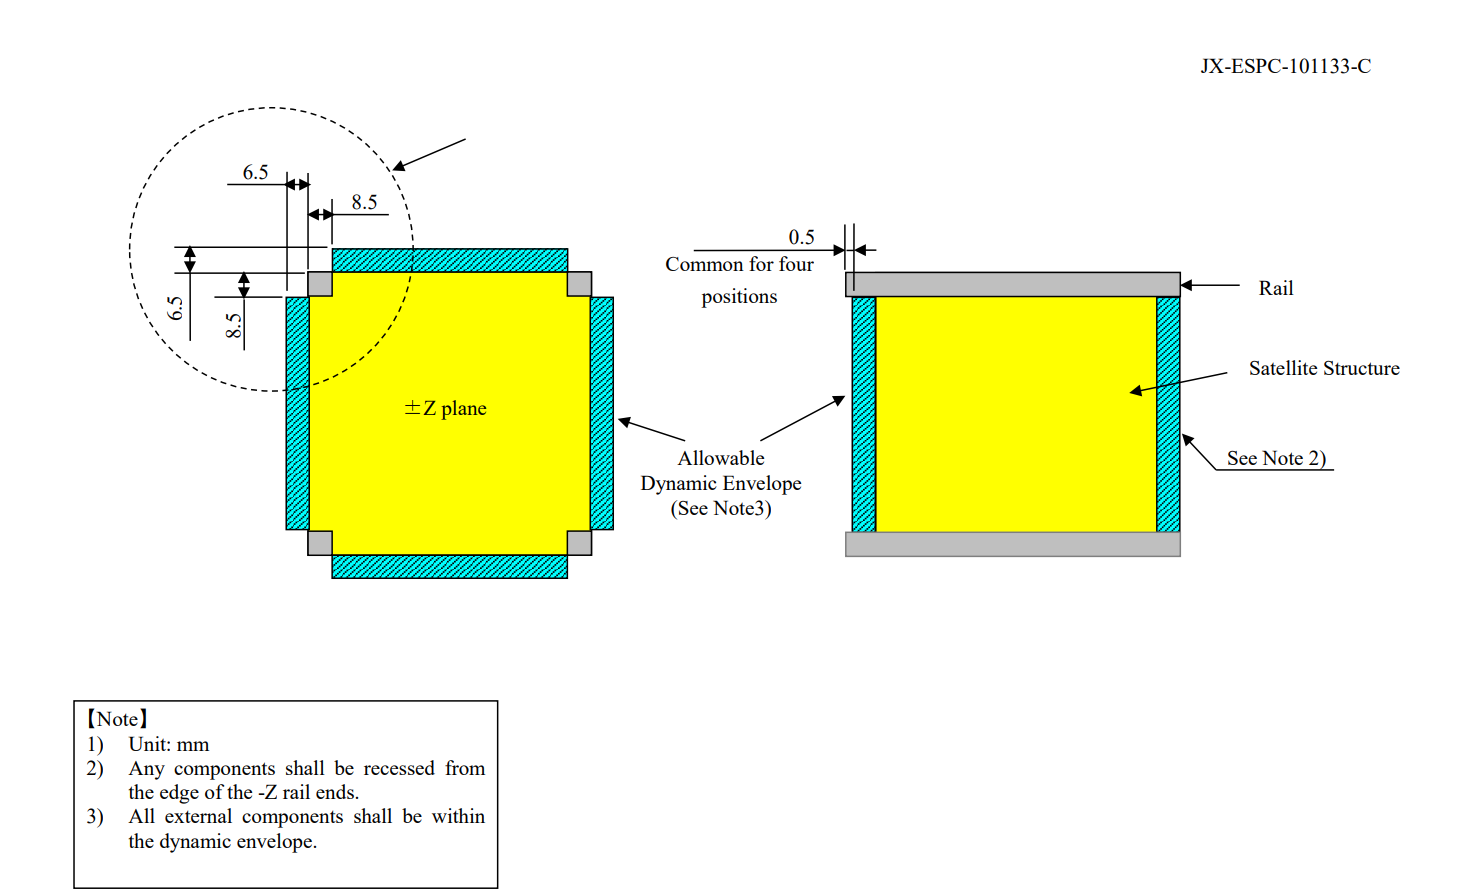 JX-ESPC-101133-C
6.5
8.5
6.5
8.5
±Z plane
0.5
Common for four
positions
Rail
Satellite Structure
Allowable
Dynamic Envelope
(See Note3)
See Note 2)
【Note】
1) Unit: mm
2) Any components shall be recessed from
the edge of the -Z rail ends.
3) All external components shall be within
the dynamic envelope.